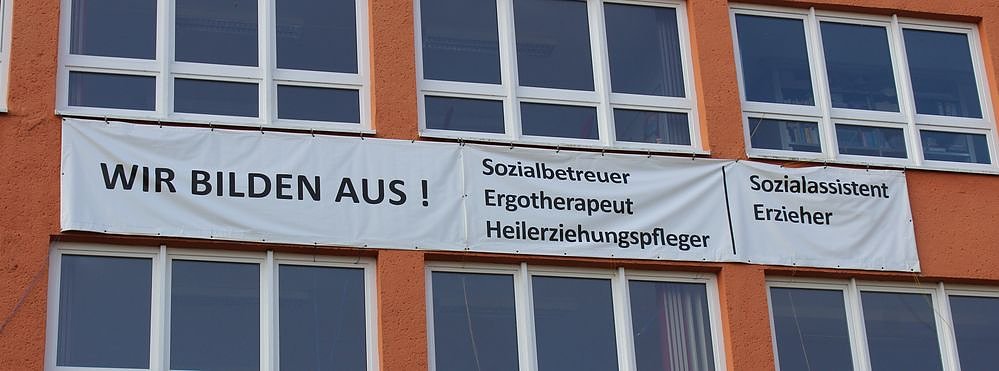 WIR BILDEN AUS !
Sozialbetreuer
Ergotherapeut
Heilerziehungspfleger
Sozialassistent
Erzieher